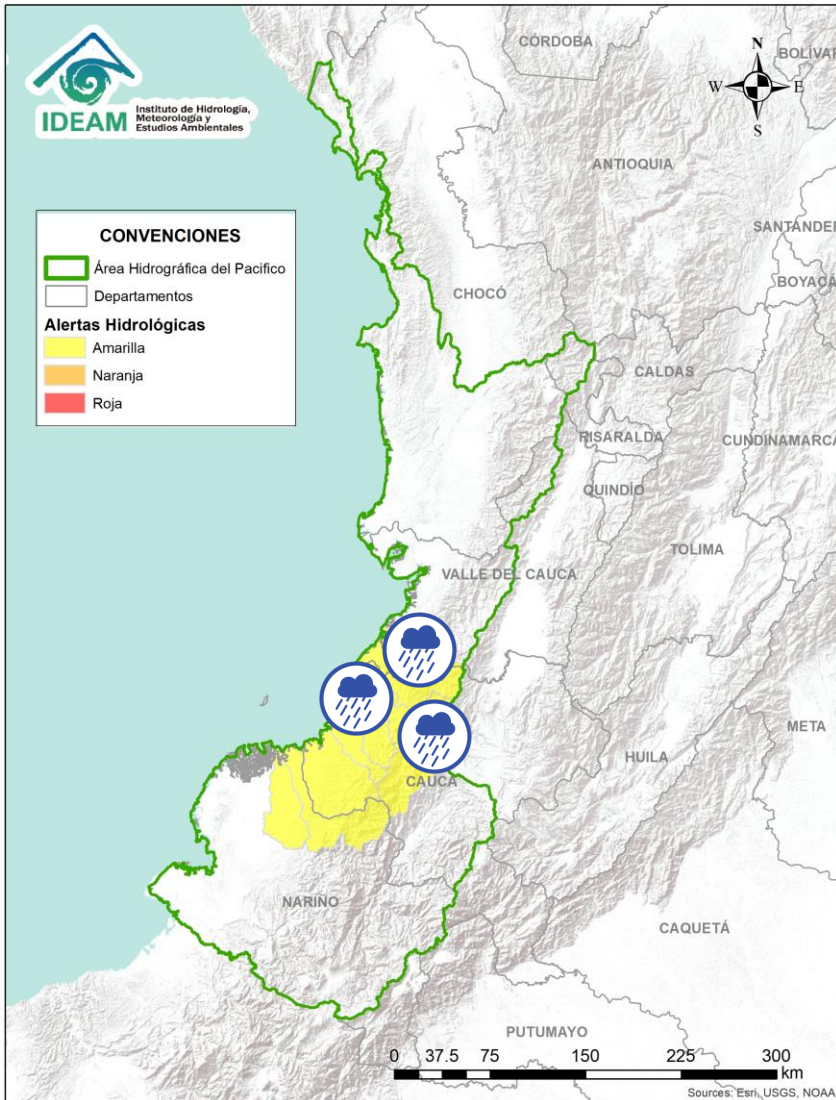 IDEAM
Instituto de Hidrología,
Meteorología y
Estudios Ambientales
CÓRDOBA
BOLÍVAR
N
W
E
S
ANTIOQUIA
SANTANDER
BOYACÁ
CONVENCIONES
Área Hidrográfica del Pacifico
Departamentos
Alertas Hidrológicas
Amarilla
Naranja
Roja
CHOCÓ
CALDAS
RISARALDA
CUNDINAMARCA
QUINDÍO
TOLIMA
VALLE DEL CAUCA
META
HUILA
CAUCA
NARIÑO
CAQUETÁ
PUTUMAYO
0 37.5 75 150 225 300
km
Sources: Esri, USGS, NOAA